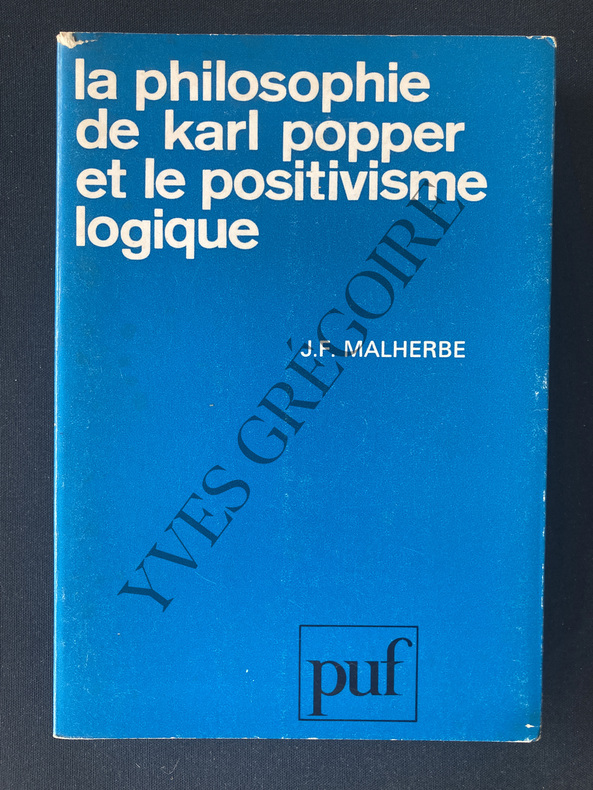 la philosophie
de karl popper
et le positivisme
logique
J.F. MALHERBE
YVES GRÉGOIRE
puf